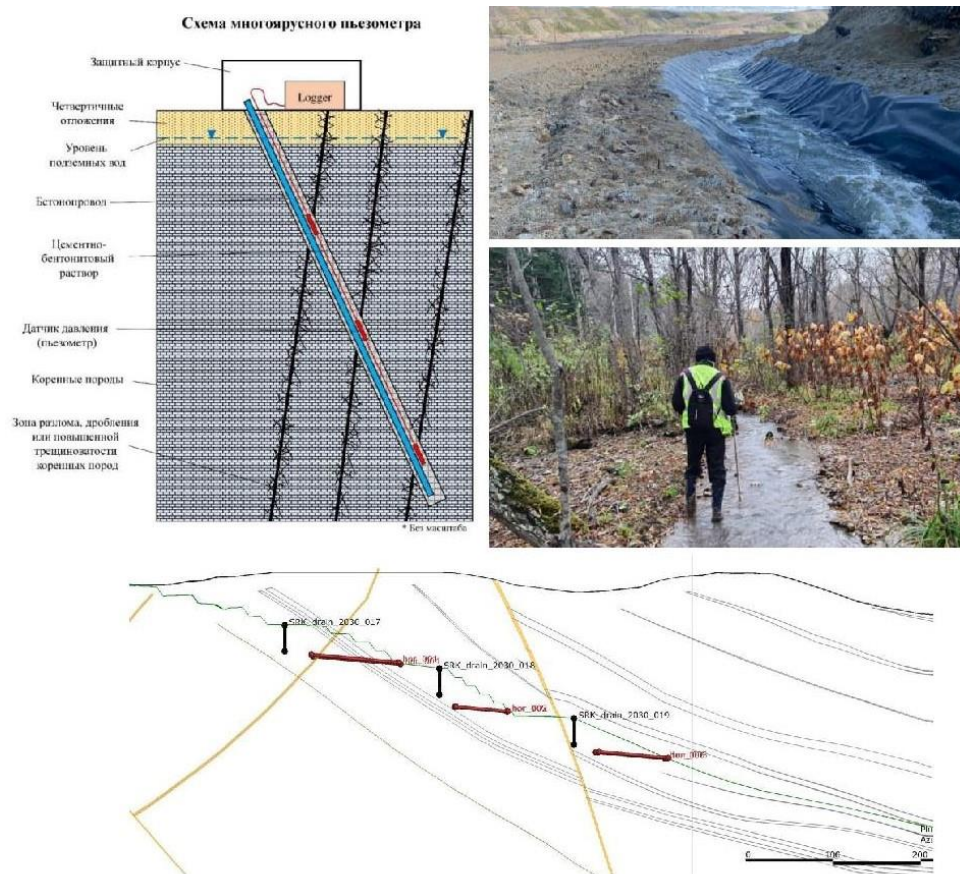 Схема многоярусного пьезометра
Защитный корпус
Logger
Четвертичные
отложения
Уровень
подземных вод
Бетонопровод
Цементно-
бентонитовый
раствор
Датчик давления
(пьезометр)
Коренные породы
Зона разлома, дробления
или повышенной
трещиноватости
коренных пород
* Без масштаба
SRK_drain_2030_017
SRK_drain_2030_018
hor_002
SRK_drain_2030_019
0 100 200